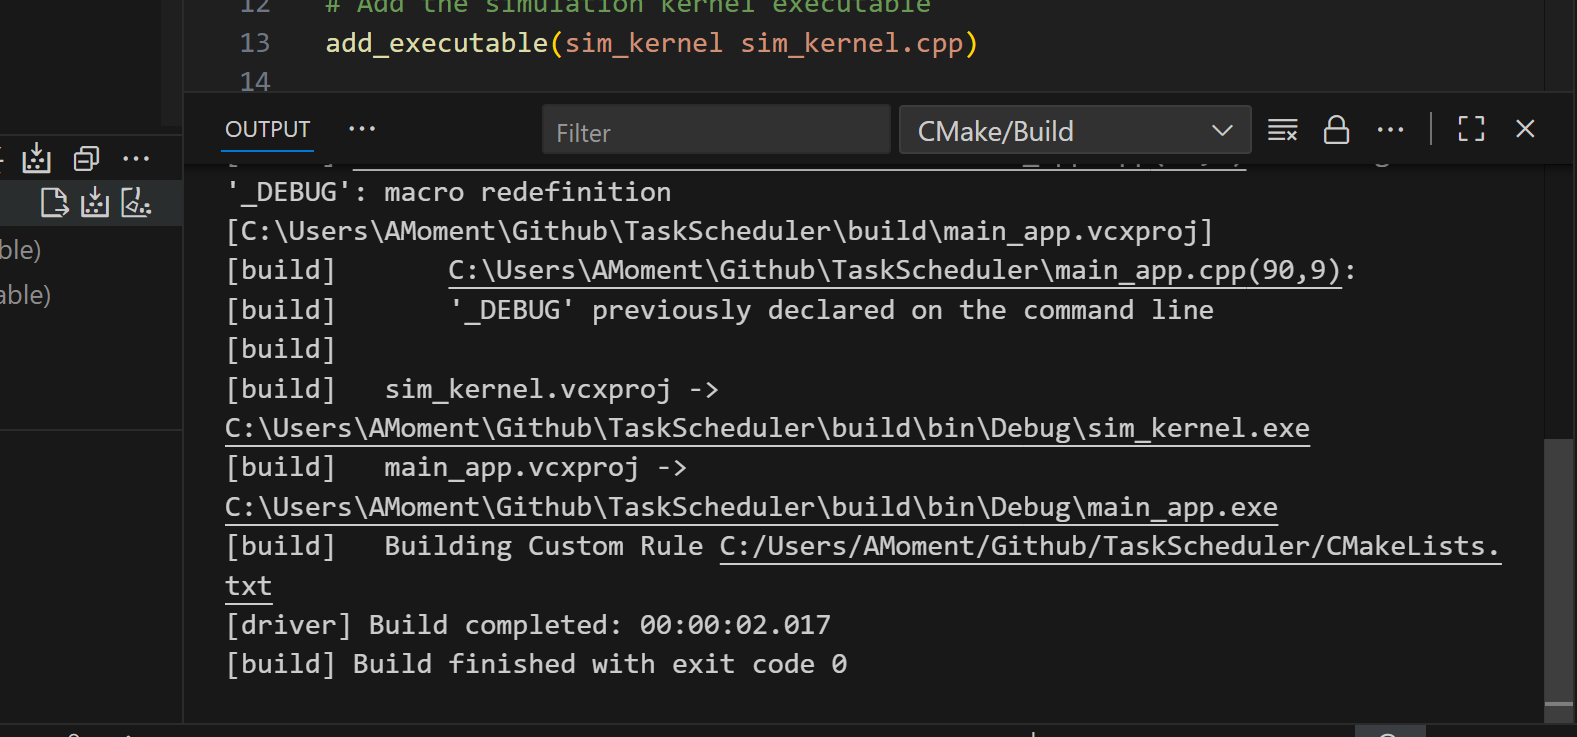 12 # Add the simulation kernel executable
13 add_executable(sim_kernel sim_kernel.cpp)
14
OUTPUT
Filter
CMake/Build
'_DEBUG': macro redefinition
[C:\Users\AMoment\Github\TaskScheduler\build\main_app.vcxproj]
[build]       C:\Users\AMoment\Github\TaskScheduler\main_app.cpp(90,9):
[build]       '_DEBUG' previously declared on the command line
[build]
[build]   sim_kernel.vcxproj ->
C:\Users\AMoment\Github\TaskScheduler\build\bin\Debug\sim_kernel.exe
[build]   main_app.vcxproj ->
C:\Users\AMoment\Github\TaskScheduler\build\bin\Debug\main_app.exe
[build]   Building Custom Rule C:/Users/AMoment/Github/TaskScheduler/CMakeLists.
txt
[driver] Build completed: 00:00:02.017
[build] Build finished with exit code 0
ble)
able)